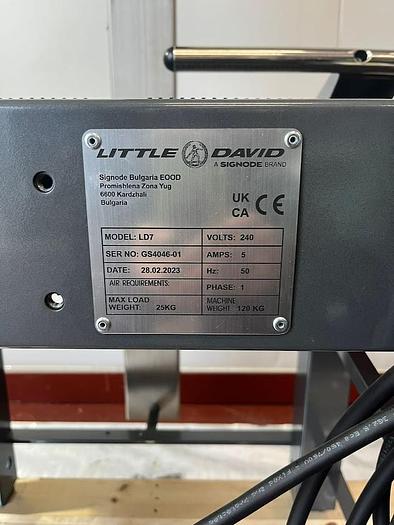 LITTLE DAVID
A SIGNODE BRAND
Signode Bulgaria EOOD
Promishlena Zona Yug
6600 Kardzhali
Bulgaria
UK
CA CE
MODEL: LD7 VOLTS: 240
SER NO: GS4046-01 AMPS: 5
DATE: 28.02.2023 Hz: 50
AIR REQUIREMENTS: PHASE: 1
MAX LOAD
WEIGHT: 25KG
MACHINE
WEIGHT 120 KG